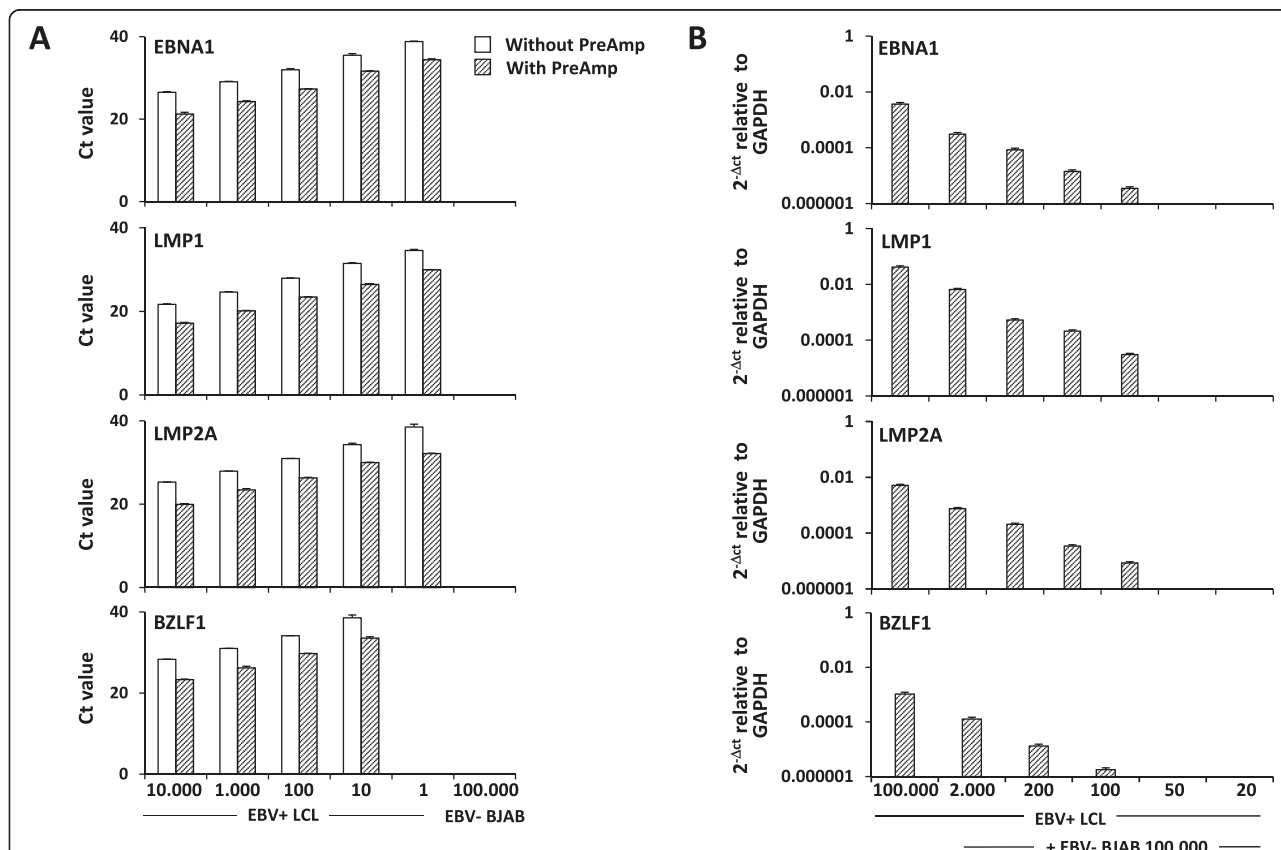 A
40
20
0
Ct value
EBNA1
Without PreAmp
With PreAmp
40
20
0
Ct value
LMP1
40
20
0
Ct value
LMP2A
40
20
0
Ct value
BZLF1
10.000 1.000 100 10 1 100.000
EBV+ LCL EBV- BJAB
B
1
0.01
0.0001
0.000001
2^-Δct relative to
GAPDH
EBNA1
1
0.01
0.0001
0.000001
2^-Δct relative to
GAPDH
LMP1
1
0.01
0.0001
0.000001
2^-Δct relative to
GAPDH
LMP2A
1
0.01
0.0001
0.000001
2^-Δct relative to
GAPDH
BZLF1
100.000 2.000 200 100 50 20
EBV+ LCL
+ EBV- BJAB 100.000